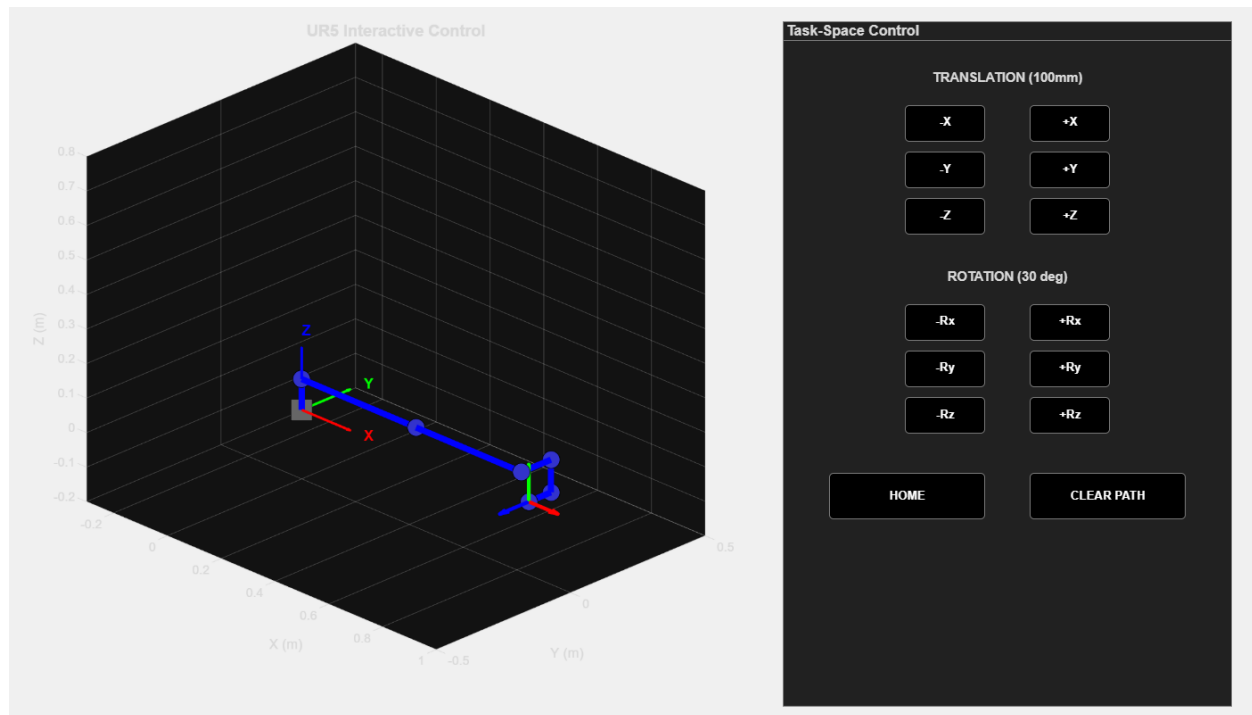 UR5 Interactive Control
0.8
0.7
0.6
0.5
0.4
0.3
0.2
0.1
0
-0.1
-0.2
Z (m)
Z
Y
X
-0.2
0
0.2
0.4
0.6
0.8
1
X (m)
-0.5
0
0.5
Y (m)
Task-Space Control
TRANSLATION (100mm)
-X +X
-Y +Y
-Z +Z
ROTATION (30 deg)
-Rx +Rx
-Ry +Ry
-Rz +Rz
HOME CLEAR PATH